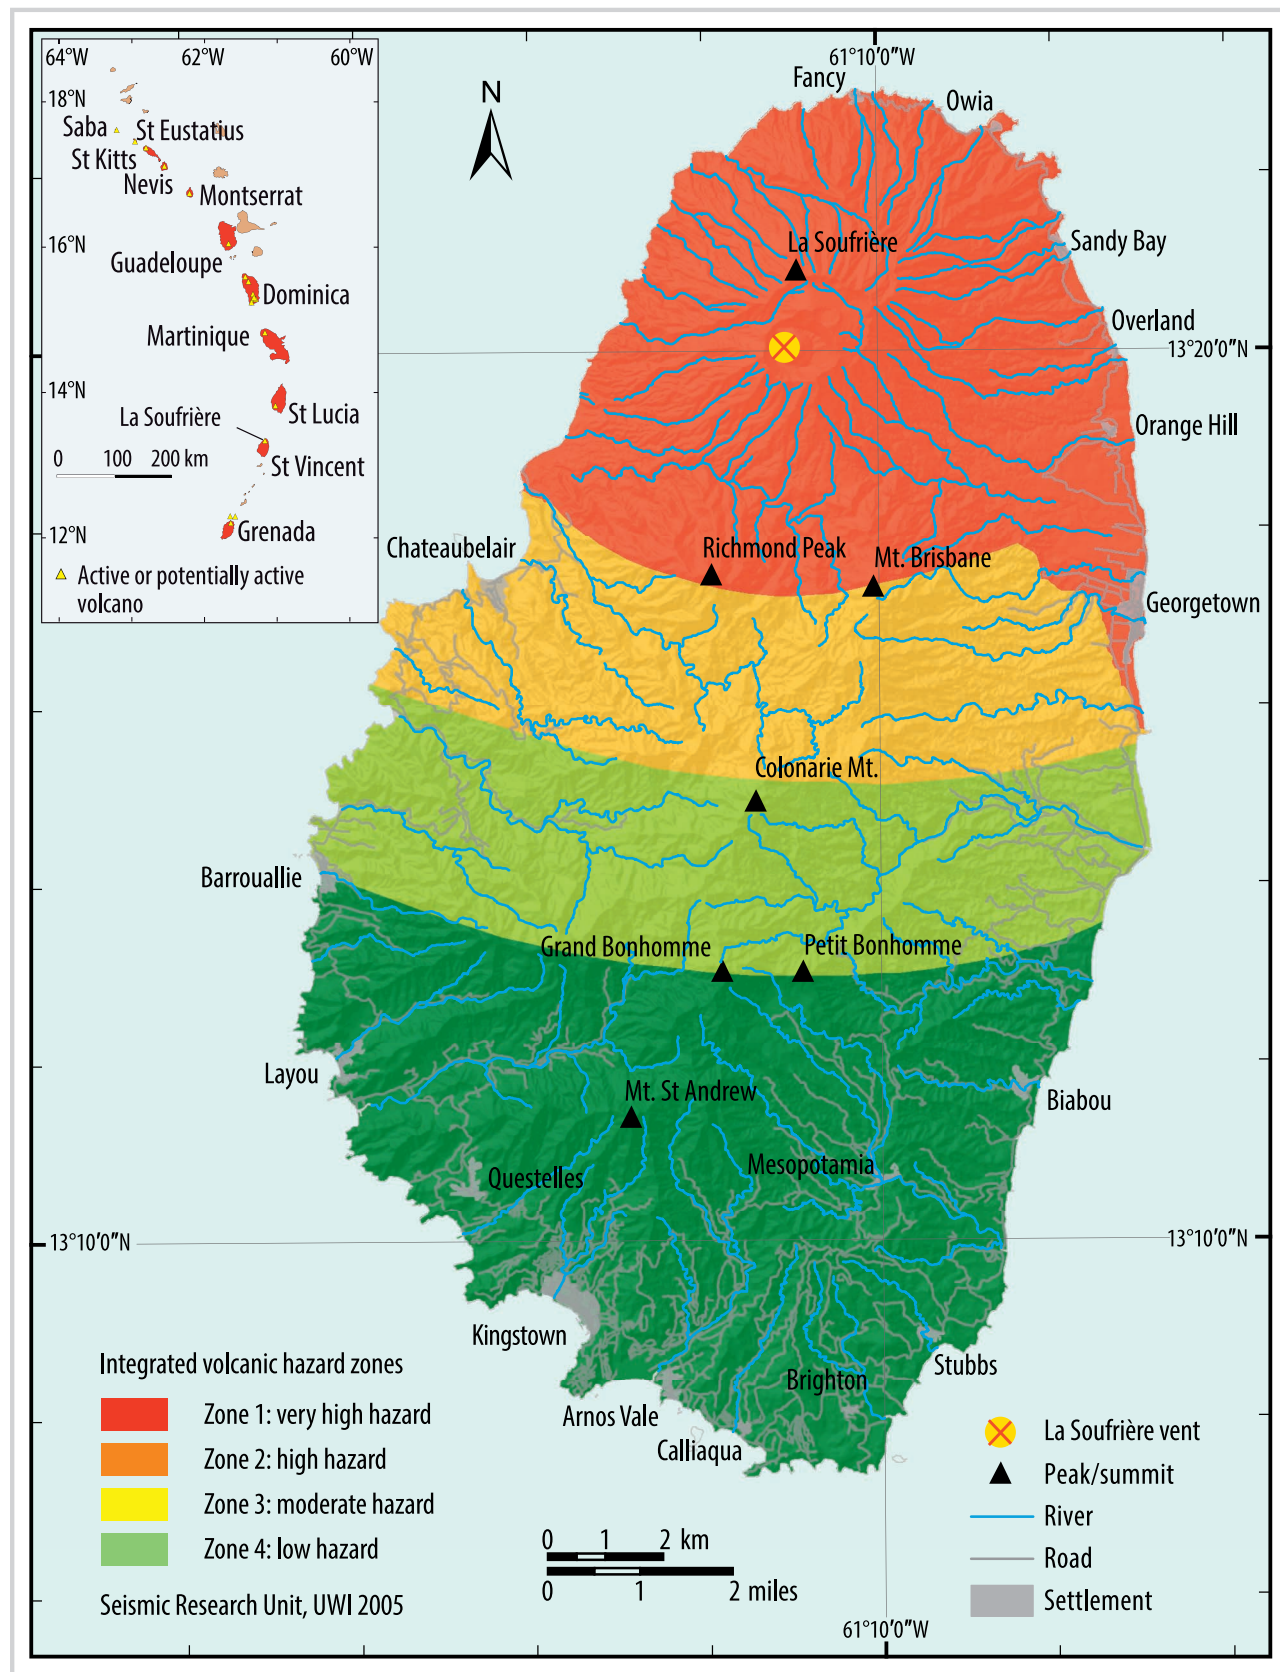 64°W
62°W
60°W
18°N
16°N
14°N
12°N
Saba
St Eustatius
St Kitts
Nevis
Montserrat
Guadeloupe
Dominica
Martinique
St Lucia
La Soufrière
0 100 200 km
St Vincent
Grenada
Active or potentially active
volcano
N
61°10′0″W
Fancy
Owia
La Soufrière
Sandy Bay
Overland
13°20′0″N
Orange Hill
Chateaubelair
Richmond Peak
Mt. Brisbane
Georgetown
Colonarie Mt.
Barrouallie
Grand Bonhomme
Petit Bonhomme
Layou
Mt. St Andrew
Biabou
Mesopotamia
Questelles
13°10′0″N
13°10′0″N
Kingstown
Stubbs
Brighton
Arnos Vale
Calliaqua
Integrated volcanic hazard zones
Zone 1: very high hazard
Zone 2: high hazard
Zone 3: moderate hazard
Zone 4: low hazard
Seismic Research Unit, UWI 2005
0 1 2 km
0 1 2 miles
La Soufrière vent
Peak/summit
River
Road
Settlement
61°10′0″W